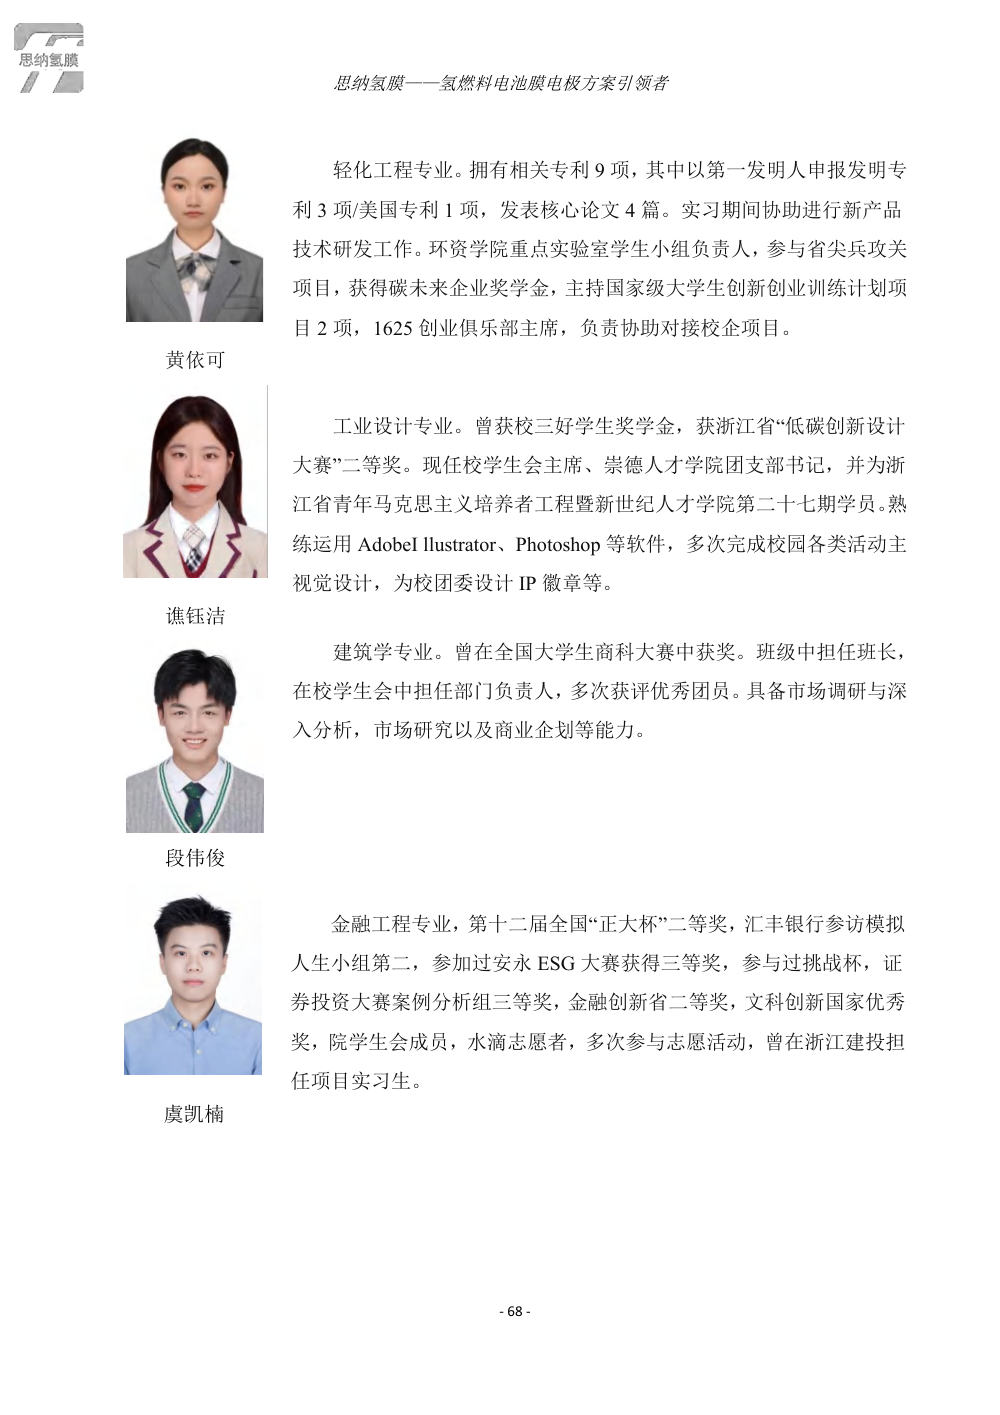 思纳氢膜
思纳氢膜——氢燃料电池膜电极方案引领者
轻化工程专业。拥有相关专利 9 项，其中以第一发明人申报发明专
利 3 项/美国专利 1 项，发表核心论文 4 篇。实习期间协助进行新产品
技术研发工作。环资学院重点实验室学生小组负责人，参与省尖兵攻关
项目，获得碳未来企业奖学金，主持国家级大学生创新创业训练计划项
目 2 项，1625 创业俱乐部主席，负责协助对接校企项目。
黄依可
工业设计专业。曾获校三好学生奖学金，获浙江省“低碳创新设计
大赛”二等奖。现任校学生会主席、崇德人才学院团支部书记，并为浙
江省青年马克思主义培养者工程暨新世纪人才学院第二十七期学员。熟
练运用 AdobeI llustrator、Photoshop 等软件，多次完成校园各类活动主
视觉设计，为校团委设计 IP 徽章等。
谯钰洁
建筑学专业。曾在全国大学生商科大赛中获奖。班级中担任班长，
在校学生会中担任部门负责人，多次获评优秀团员。具备市场调研与深
入分析，市场研究以及商业企划等能力。
段伟俊
金融工程专业，第十二届全国“正大杯”二等奖，汇丰银行参访模拟
人生小组第二，参加过安永 ESG 大赛获得三等奖，参与过挑战杯，证
券投资大赛案例分析组三等奖，金融创新省二等奖，文科创新国家优秀
奖，院学生会成员，水滴志愿者，多次参与志愿活动，曾在浙江建投担
任项目实习生。
虞凯楠
- 68 -